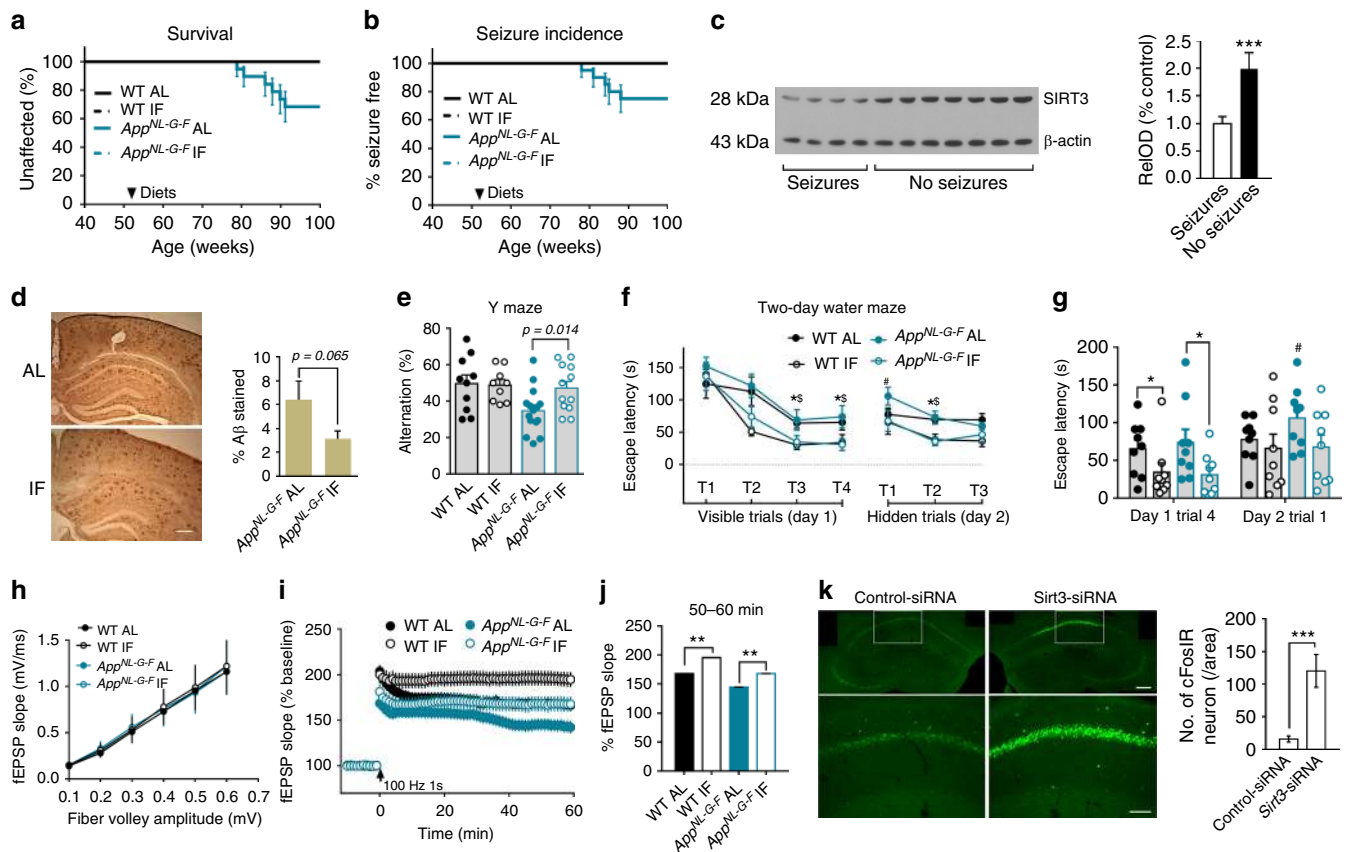 a
Survival
Unaffected (%)
100
80
60
40
20
0
WT AL
WT IF
App^NL-G-F AL
App^NL-G-F IF
Diets
40 50 60 70 80 90 100
Age (weeks)
b
Seizure incidence
% seizure free
100
80
60
40
20
0
WT AL
WT IF
App^NL-G-F AL
App^NL-G-F IF
Diets
40 50 60 70 80 90 100
Age (weeks)
c
28 kDa
SIRT3
43 kDa
β-actin
Seizures
No seizures
RelOD (% control)
2.5
2.0
1.5
1.0
0.5
0.0
***
Seizures
No seizures
d
AL
IF
% Aβ stained
10
8
6
4
2
0
p = 0.065
App^NL-G-F AL
App^NL-G-F IF
e
Y maze
Alternation (%)
80
60
40
20
0
p = 0.014
WT AL
WT IF
App^NL-G-F AL
App^NL-G-F IF
f
Two-day water maze
WT AL
App^NL-G-F AL
WT IF
App^NL-G-F IF
Escape latency (s)
150
100
50
0
*$
*$
#
*$
T1 T2 T3 T4
T1 T2 T3
Visible trials (day 1)
Hidden trials (day 2)
g
Escape latency (s)
200
150
100
50
0
*
*
#
Day 1 trial 4
Day 2 trial 1
h
fEPSP slope (mV/ms)
1.5
1.0
0.5
0.0
WT AL
WT IF
App^NL-G-F AL
App^NL-G-F IF
0.1 0.2 0.3 0.4 0.5 0.6 0.7
Fiber volley amplitude (mV)
i
fEPSP slope (% baseline)
250
200
150
100
WT AL
App^NL-G-F AL
WT IF
App^NL-G-F IF
100 Hz 1s
0 20 40 60
Time (min)
j
50–60 min
% fEPSP slope
250
200
150
100
50
0
**
**
WT AL
WT IF
App^NL-G-F AL
App^NL-G-F IF
k
Control-siRNA
Sirt3-siRNA
No. of cFosIR
neuron (/area)
200
150
100
50
0
***
Control-siRNA
Sirt3-siRNA